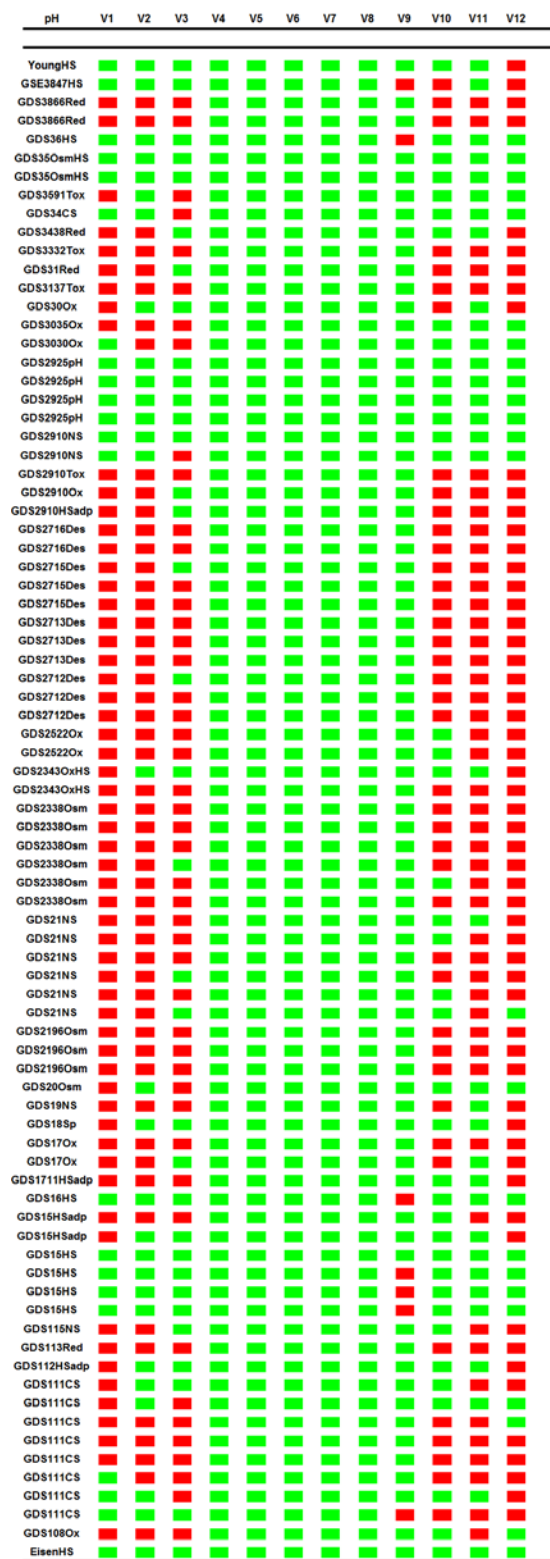 pH V1 V2 V3 V4 V5 V6 V7 V8 V9 V10 V11 V12
YoungHS
GSE3847HS
GDS3866Red
GDS3866Red
GDS36HS
GDS35OsmHS
GDS35OsmHS
GDS3591Tox
GDS34CS
GDS3438Red
GDS3332Tox
GDS31Red
GDS3137Tox
GDS30Ox
GDS3035Ox
GDS3030Ox
GDS2925pH
GDS2925pH
GDS2925pH
GDS2925pH
GDS2910NS
GDS2910NS
GDS2910Tox
GDS2910Ox
GDS2910HSadp
GDS2716Des
GDS2716Des
GDS2715Des
GDS2715Des
GDS2715Des
GDS2713Des
GDS2713Des
GDS2713Des
GDS2712Des
GDS2712Des
GDS2712Des
GDS2522Ox
GDS2522Ox
GDS2343OxHS
GDS2343OxHS
GDS2338Osm
GDS2338Osm
GDS2338Osm
GDS2338Osm
GDS2338Osm
GDS2338Osm
GDS21NS
GDS21NS
GDS21NS
GDS21NS
GDS21NS
GDS21NS
GDS2196Osm
GDS2196Osm
GDS2196Osm
GDS20Osm
GDS19NS
GDS18Sp
GDS17Ox
GDS17Ox
GDS1711HSadp
GDS16HS
GDS15HSadp
GDS15HSadp
GDS15HS
GDS15HS
GDS15HS
GDS15HS
GDS115NS
GDS113Red
GDS112HSadp
GDS111CS
GDS111CS
GDS111CS
GDS111CS
GDS111CS
GDS111CS
GDS111CS
GDS111CS
GDS108Ox
EisenHS